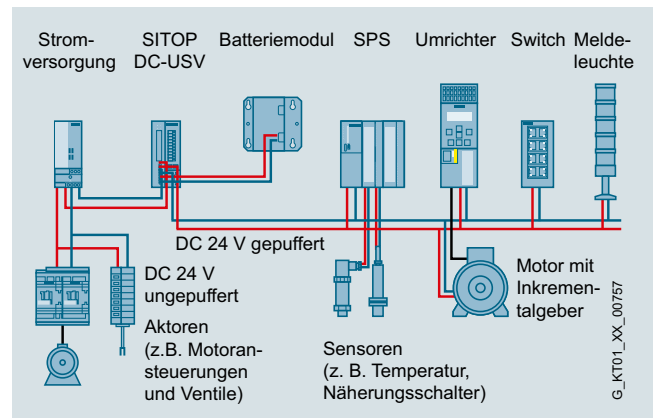 Strom-
versorgung
SITOP
DC-USV
Batteriemodul
SPS
Umrichter
Switch
Melde-
leuchte
DC 24 V gepuffert
DC 24 V
ungepuffert
Aktoren
(z.B. Motoran-
steuerungen
und Ventile)
Sensoren
(z. B. Temperatur,
Näherungsschalter)
Motor mit
Inkremen-
talgeber
G_KT01_XX_00757